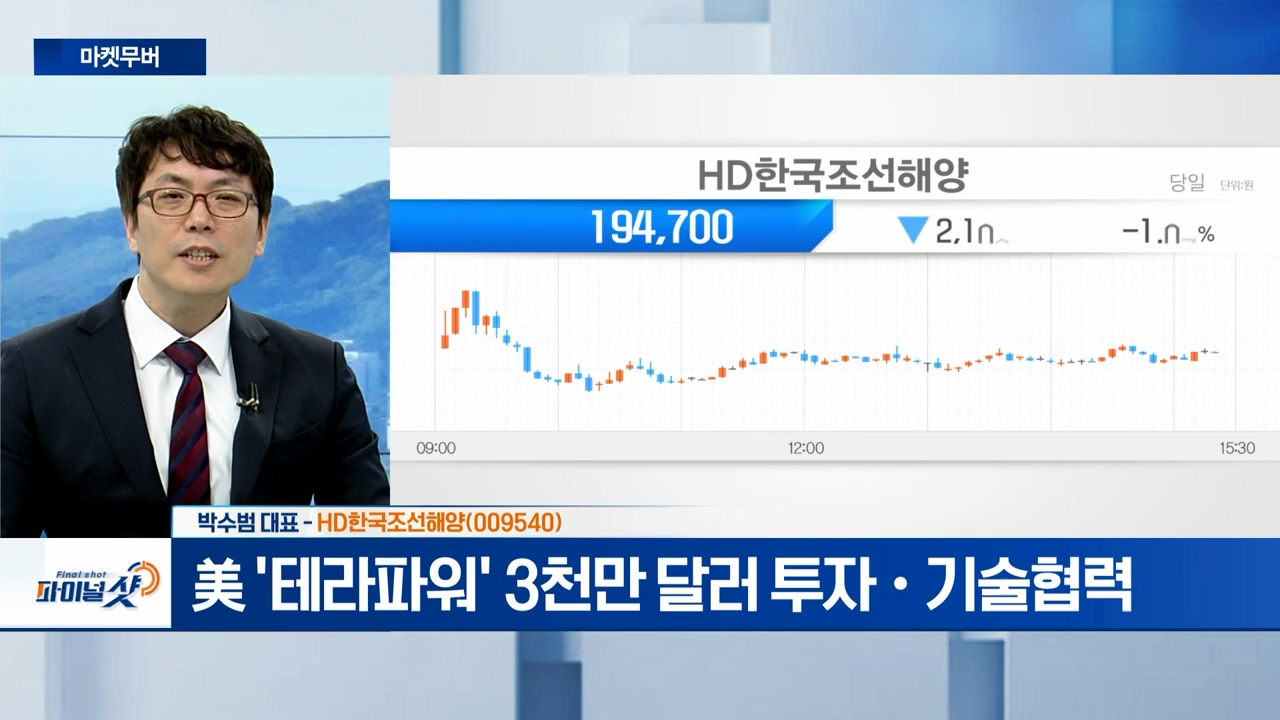 마켓무버
HD한국조선해양
당일 단위:원
194,700
09:00 12:00 15:30
박수범 대표 - HD한국조선해양(009540)
Final shot
파이널샷
美 '테라파워' 3천만 달러 투자·기술협력